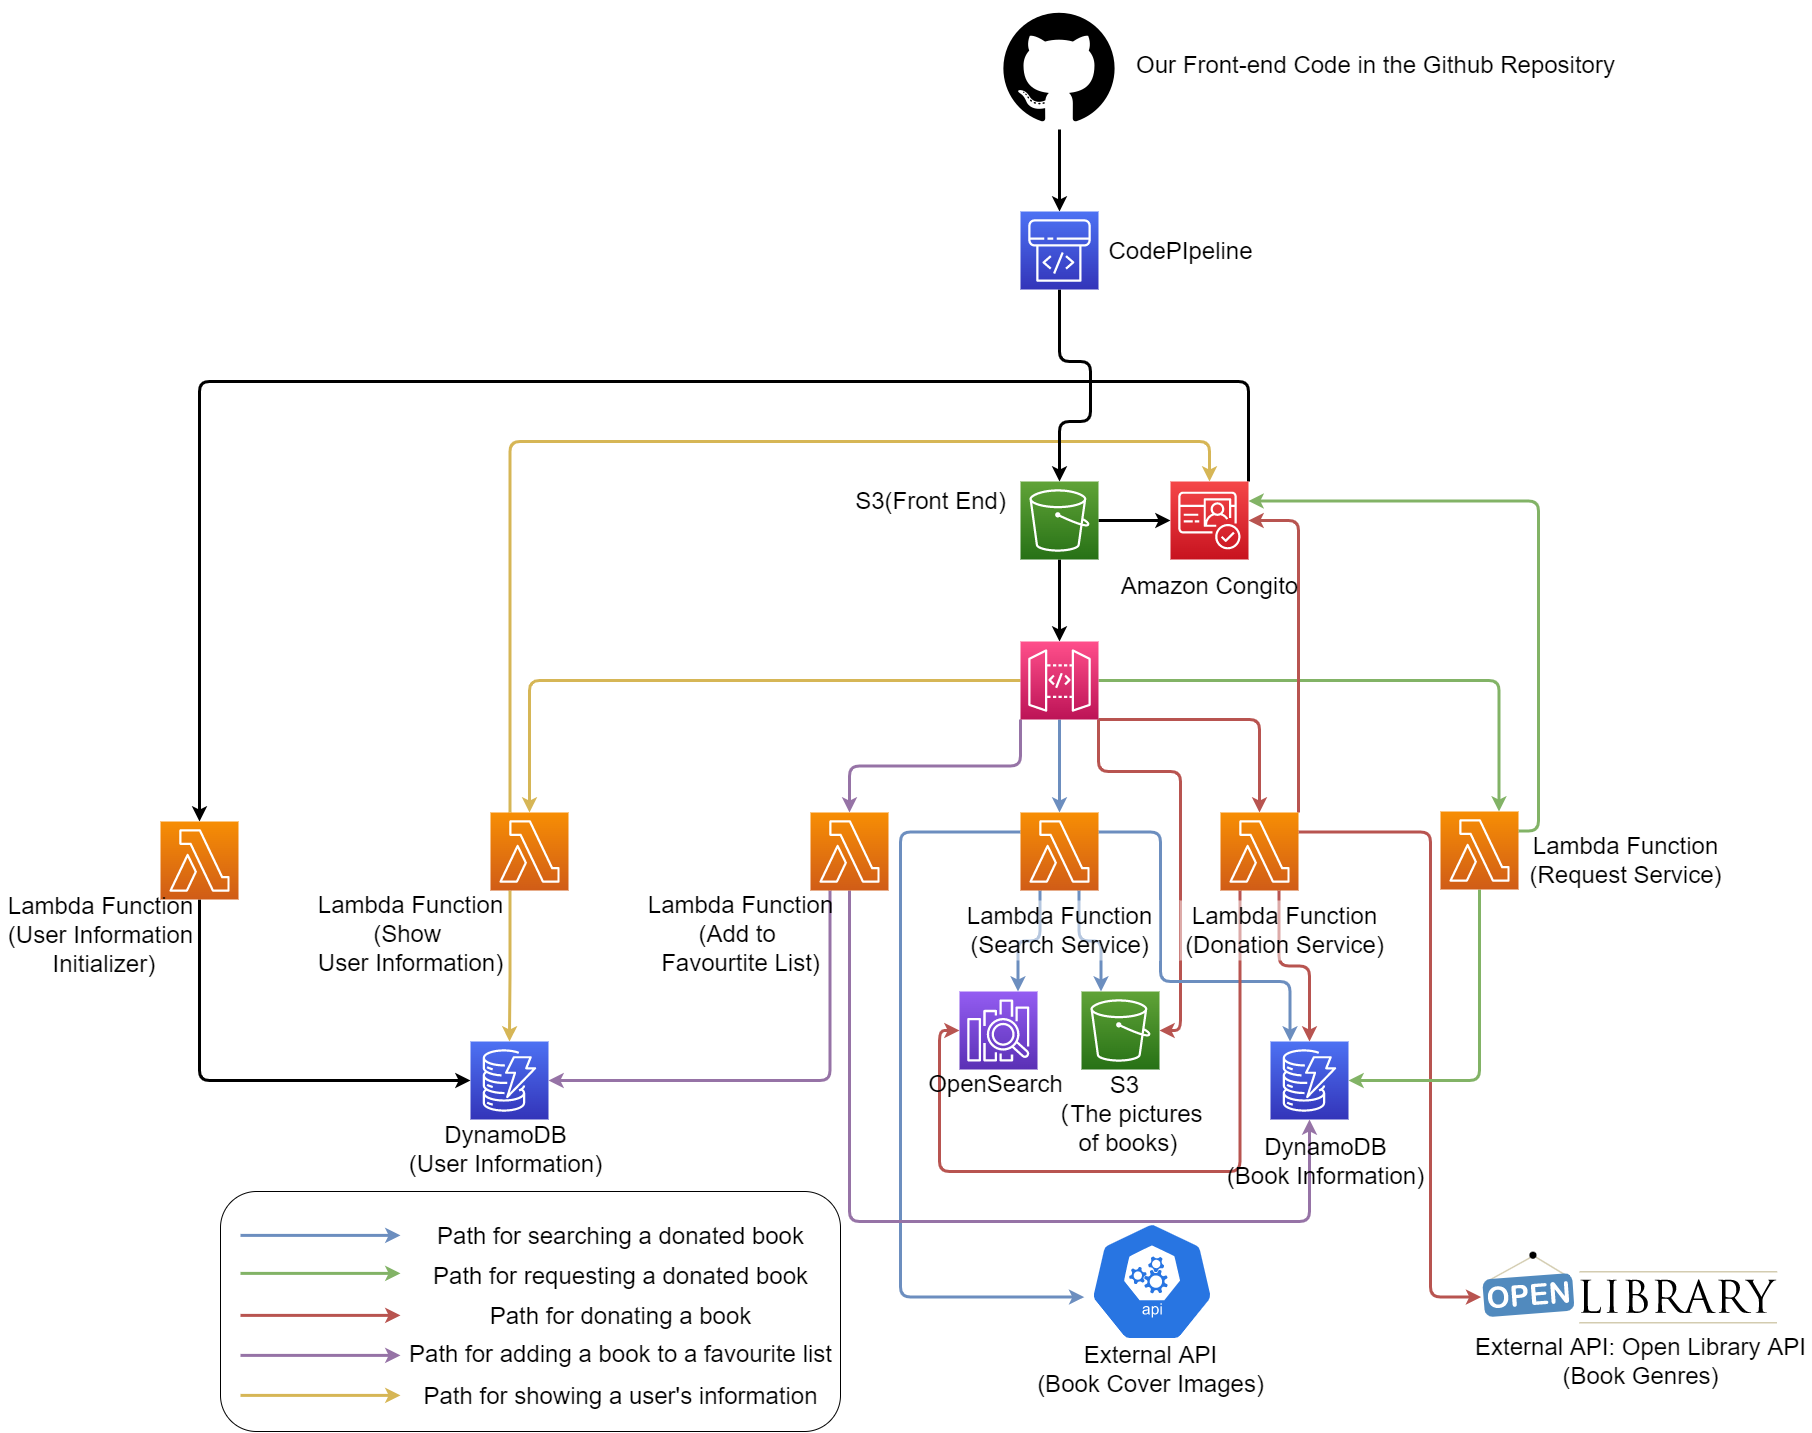 Our Front-end Code in the Github Repository
CodePIpeline
S3(Front End)
Amazon Congito
Lambda Function
(User Information
Initializer)
Lambda Function
(Show
User Information)
Lambda Function
(Add to
Favourtite List)
Lambda Function
(Search Service)
Lambda Function
(Donation Service)
Lambda Function
(Request Service)
OpenSearch
S3
(The pictures
of books)
DynamoDB
(User Information)
DynamoDB
(Book Information)
Path for searching a donated book
Path for requesting a donated book
Path for donating a book
Path for adding a book to a favourite list
Path for showing a user's information
api
External API
(Book Cover Images)
OPEN LIBRARY
External API: Open Library API
(Book Genres)